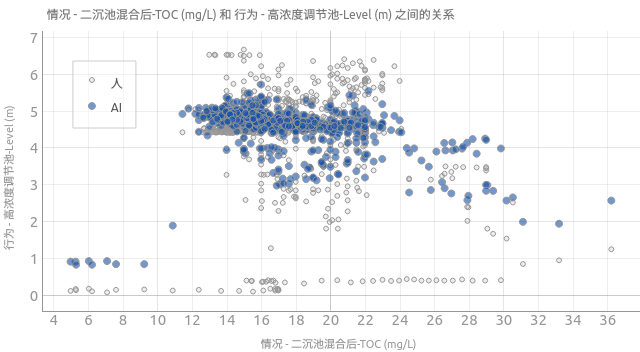 情况 - 二沉池混合后-TOC (mg/L) 和 行为 - 高浓度调节池-Level (m) 之间的关系
人
AI
行为 - 高浓度调节池-Level (m)
7
6
5
4
3
2
1
0
4 6 8 10 12 14 16 18 20 22 24 26 28 30 32 34 36
情况 - 二沉池混合后-TOC (mg/L)